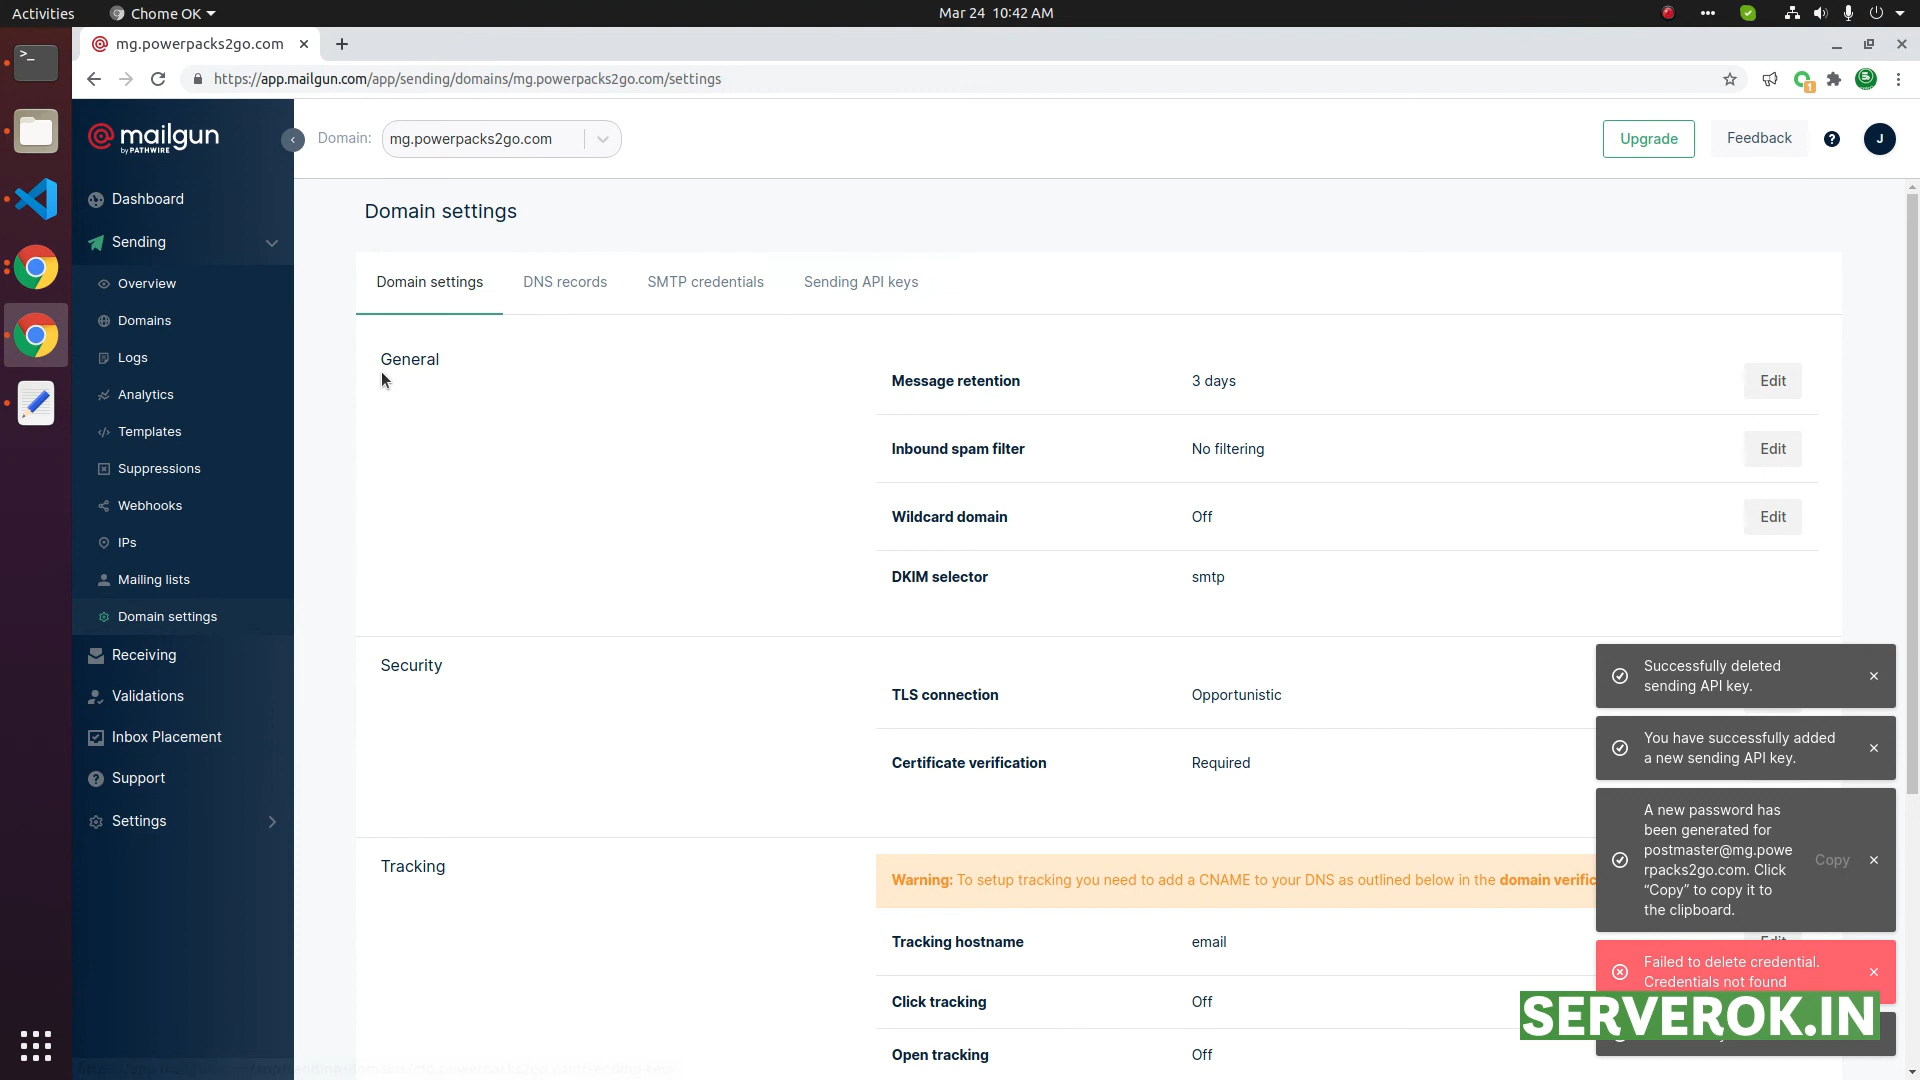 Activities
Chome OK
Mar 24 10:42 AM
mg.powerpacks2go.com
https://app.mailgun.com/app/sending/domains/mg.powerpacks2go.com/settings
1
mailgun
by PATHWIRE
Domain:
mg.powerpacks2go.com
Upgrade
Feedback
?
J
Dashboard
Sending
Overview
Domains
Logs
Analytics
Templates
Suppressions
Webhooks
IPs
Mailing lists
Domain settings
Receiving
Validations
Inbox Placement
Support
Settings
Domain settings
Domain settings
DNS records
SMTP credentials
Sending API keys
General
Message retention
3 days
Edit
Inbound spam filter
No filtering
Edit
Wildcard domain
Off
Edit
DKIM selector
smtp
Security
TLS connection
Opportunistic
Certificate verification
Required
Tracking
Warning: To setup tracking you need to add a CNAME to your DNS as outlined below in the domain verific
Tracking hostname
email
Edit
Click tracking
Off
Open tracking
Off
Successfully deleted
sending API key.
You have successfully added
a new sending API key.
A new password has
been generated for
postmaster@mg.powe
rpacks2go.com. Click
“Copy” to copy it to
the clipboard.
Copy
Failed to delete credential.
Credentials not found
SERVEROK.IN